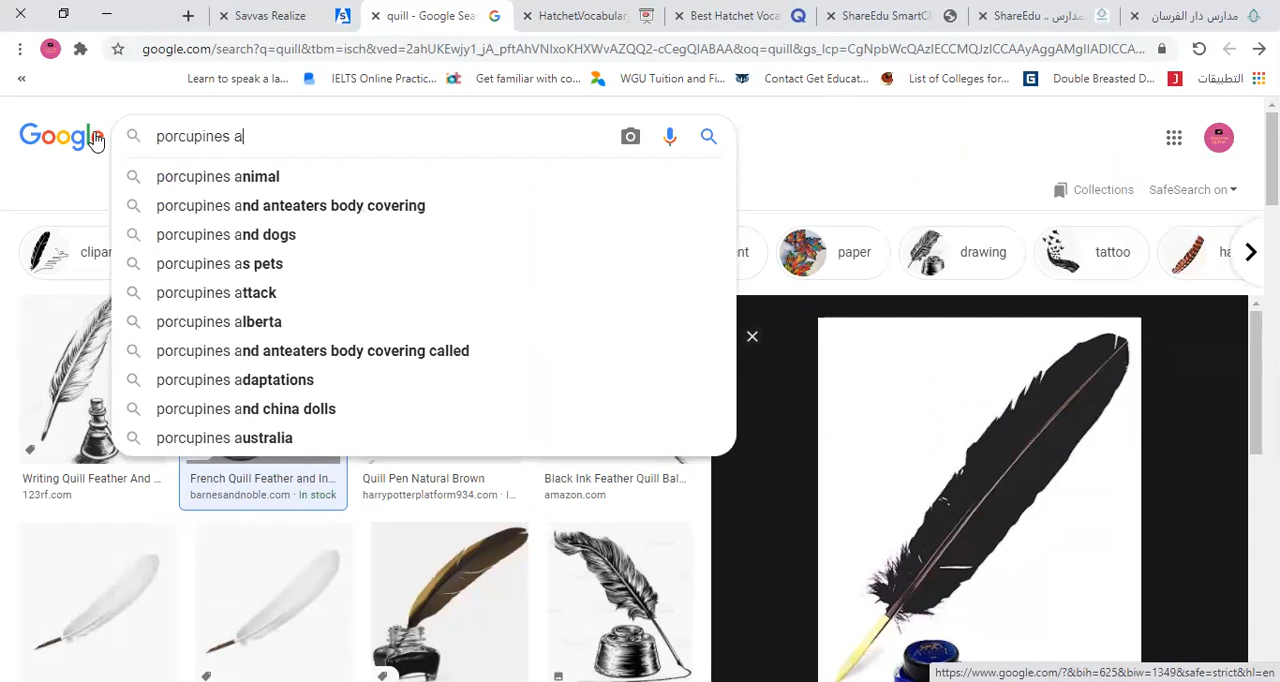 Savvas Realize
quill - Google Sea
HatchetVocabulary
Best Hatchet Voca
ShareEdu SmartCl
ShareEdu .. مدارس
مدارس دار الفرسان
google.com/search?q=quill&tbm=isch&ved=2ahUKEwjy1_jA_pftAhVNIxoKHXWvAZQQ2-cCegQIABAA&oq=quill&gs_lcp=CgNpbWcQAzIECCMQJzICCAAyAggAMgIIADICCA...
«
Learn to speak a la...
IELTS Online Practic...
Get familiar with co...
WGU Tuition and Fi...
Contact Get Educat...
List of Colleges for...
Double Breasted D...
التطبيقات
Google
porcupines a
porcupines animal
porcupines and anteaters body covering
porcupines and dogs
porcupines as pets
porcupines attack
porcupines alberta
porcupines and anteaters body covering called
porcupines adaptations
porcupines and china dolls
porcupines australia
Collections
SafeSearch on
clipar
nt
paper
drawing
tattoo
ha
Writing Quill Feather And ...
123rf.com
French Quill Feather and In...
barnesandnoble.com · In stock
Quill Pen Natural Brown
harrypotterplatform934.com · I...
Black Ink Feather Quill Bal...
amazon.com
https://www.google.com/?&bih=625&biw=1349&safe=strict&hl=en